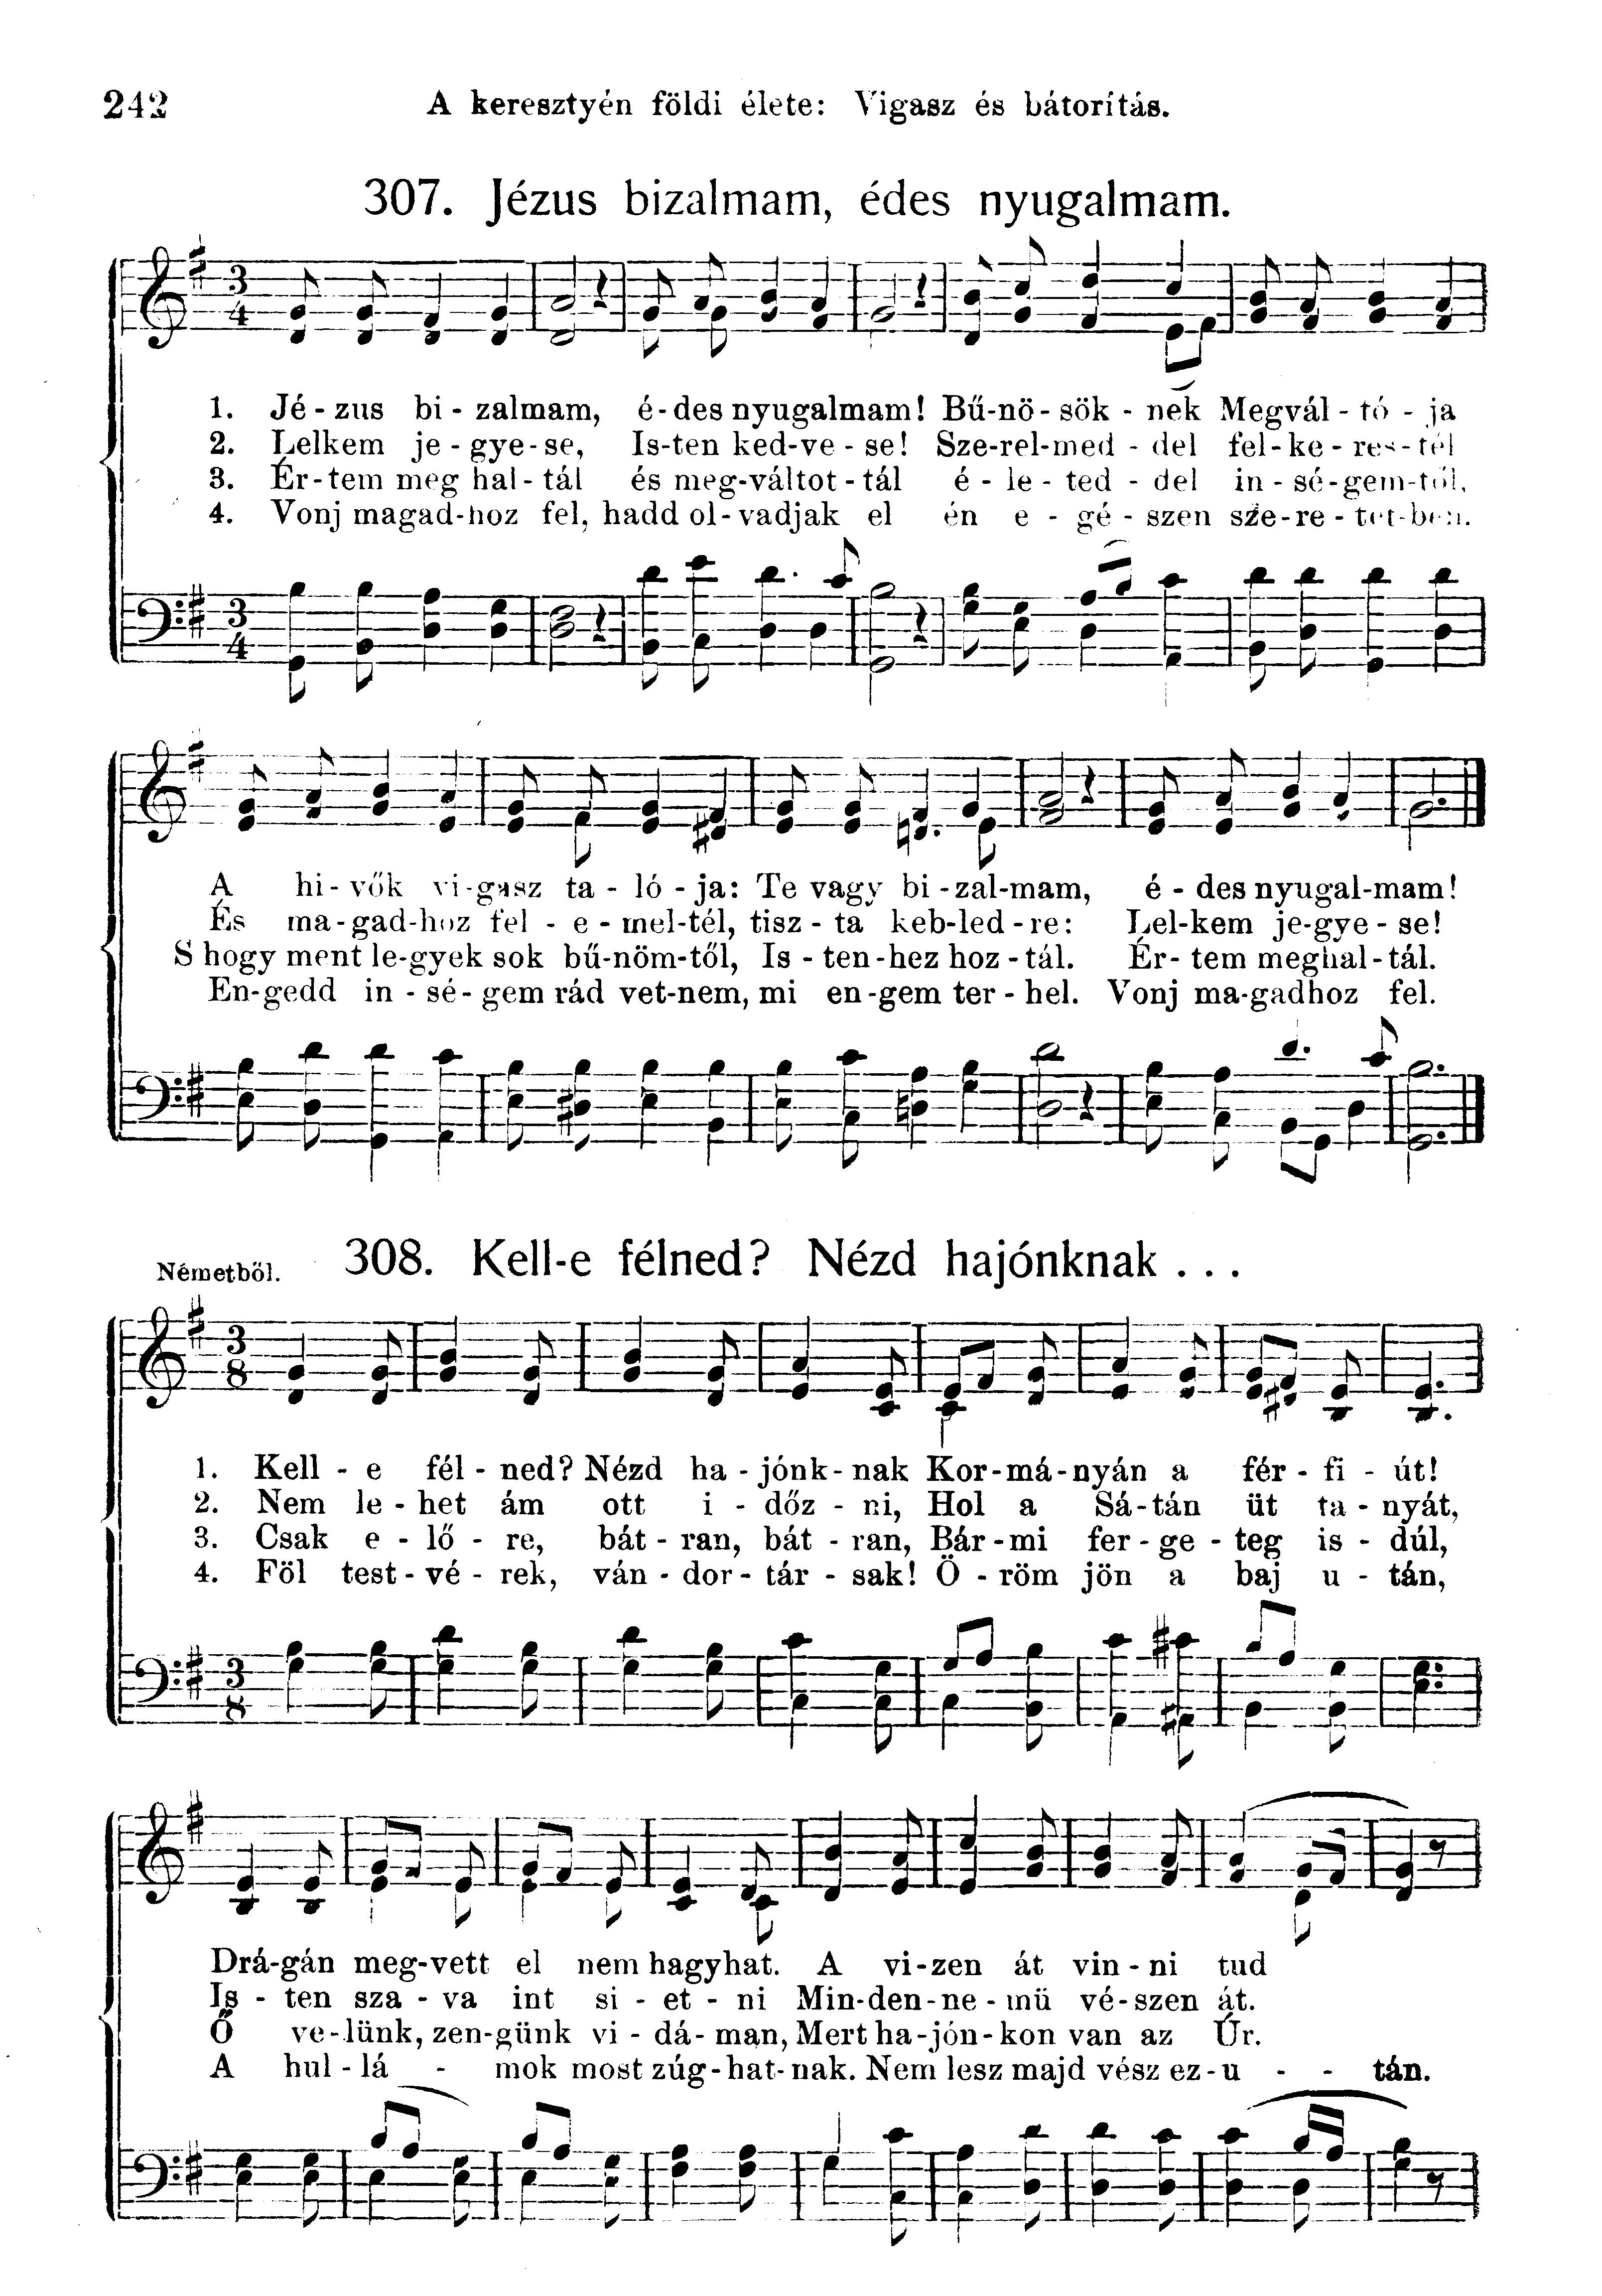 242 A keresztyén földi élete: Vigasz és bátorítás.
307. Jézus bizalmam, édes nyugalmam.
3 4
1. Jé - zus bi - zalmam, é-des nyugalmam! Bű-nö-sök - nek Megvál - tó - ja
2. Lelkem je - gye - se, Is-ten ked-ve - se! Sze-rel-med - del fel-ke-res-tél
3. Ér-tem meg hal-tál és meg-váltot-tál é - le - ted - del in-sé-gem-től,
4. Vonj magad-hoz fel, hadd ol-vadjak el én e - gé - szen sze-re-tet-ben.
3 4
A hi-vők vi-gasz ta-ló-ja: Te vagy bi-zal-mam, é - des nyugal-mam!
És ma-gad-hoz fel - e - mel-tél, tisz - ta keb-led-re: Lel-kem je-gye-se!
S hogy ment le-gyek sok bű-nöm-től, Is - ten-hez hoz-tál. Ér- tem meghal-tál.
En-gedd in - sé-gem rád vet-nem, mi en-gem ter-hel. Vonj ma-gadhoz fel.
Németből. 308. Kell-e félned? Nézd hajónknak . . .
3 8
1. Kell - e fél - ned? Nézd ha - jónk - nak Kor-má-nyán a fér - fi - út!
2. Nem le - het ám ott i - dőz - ni, Hol a Sá-tán üt ta - nyát,
3. Csak e - lő - re, bát - ran, bát - ran, Bár-mi fer-ge - teg is - dúl,
4. Föl test-vé - rek, ván - dor- tár - sak! Ö - röm jön a baj u - tán,
3 8
Drá-gán meg-vett el nem hagyhat. A vi-zen át vin-ni tud
Is - ten sza - va int si - et - ni Min-den-ne-mü vé-szen át.
Ő ve-lünk, zen-günk vi - dá- man, Mert ha-jón-kon van az Úr.
A hul-lá - mok most zúg-hat-nak. Nem lesz majd vész ez-u - - tán.